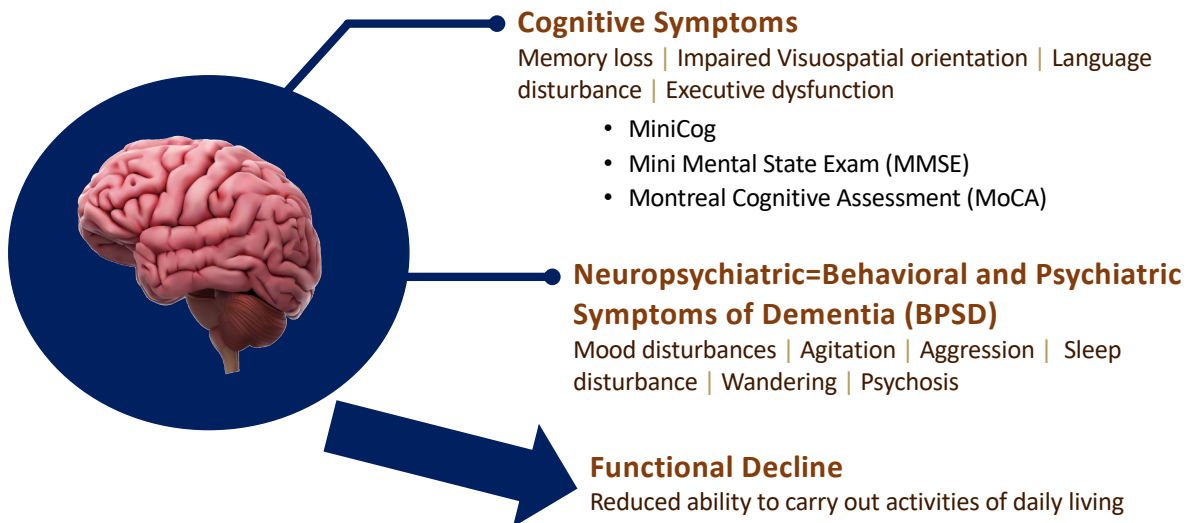 Cognitive Symptoms
Memory loss | Impaired Visuospatial orientation | Language
disturbance | Executive dysfunction
• MiniCog
• Mini Mental State Exam (MMSE)
• Montreal Cognitive Assessment (MoCA)
Neuropsychiatric=Behavioral and Psychiatric
Symptoms of Dementia (BPSD)
Mood disturbances | Agitation | Aggression | Sleep
disturbance | Wandering | Psychosis
Functional Decline
Reduced ability to carry out activities of daily living